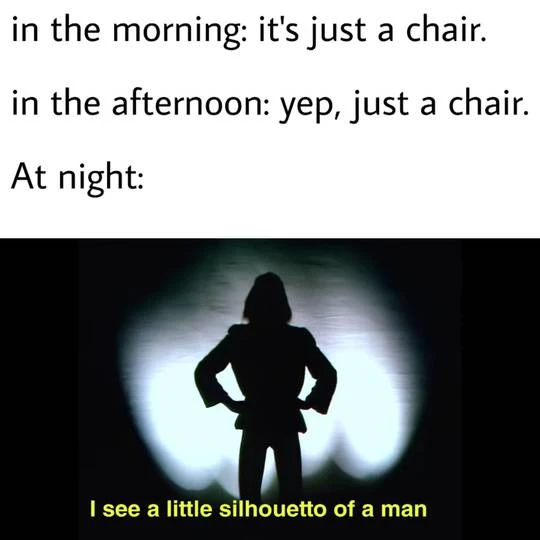 in the morning: it's just a chair.
in the afternoon: yep, just a chair.
At night:
I see a little silhouetto of a man